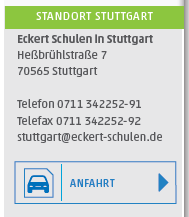 STANDORT STUTTGART
Eckert Schulen in Stuttgart
Heßbrühlstraße 7
70565 Stuttgart
Telefon 0711 342252-91
Telefax 0711 342252-92
stuttgart@eckert-schulen.de
ANFAHRT